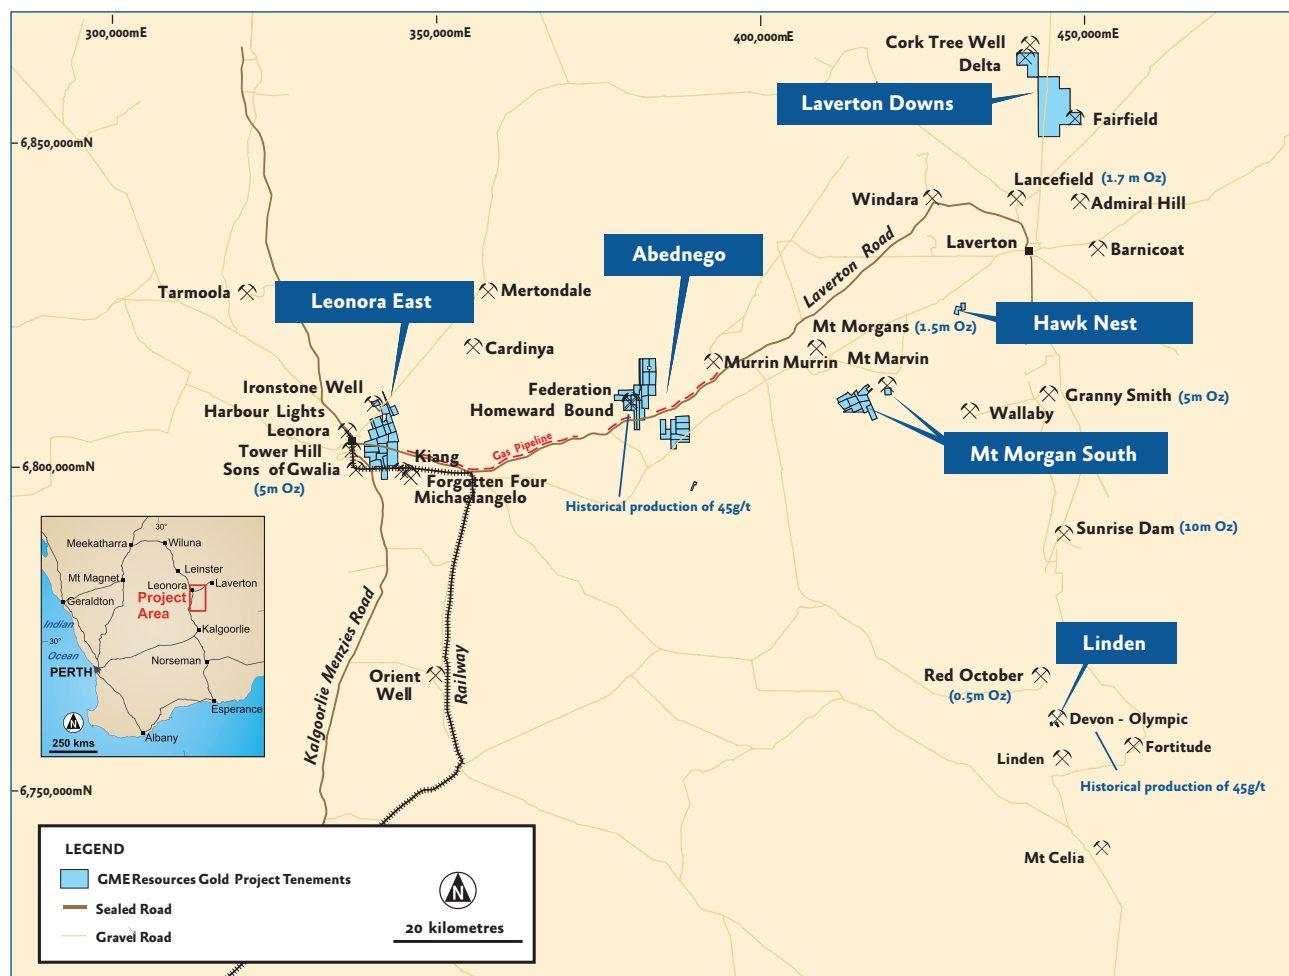 300,000mE
350,000mE
400,000mE
450,000mE
Cork Tree Well
Delta
Laverton Downs
Fairfield
6,850,000mN
Lancefield (1.7 m Oz)
Windara
Admiral Hill
Laverton
Barnicoat
Laverton Road
Abednego
Tarmoola
Leonora East
Mertondale
Hawk Nest
Mt Morgans (1.5m Oz)
Cardinya
Murrin Murrin
Mt Marvin
Ironstone Well
Federation
Granny Smith (5m Oz)
Harbour Lights
Homeward Bound
Wallaby
Leonora
Tower Hill
Gas Pipeline
Mt Morgan South
Kiang
6,800,000mN
Sons of Gwalia
(5m Oz)
Forgotten Four
Michaelangelo
Historical production of 45g/t
Sunrise Dam (10m Oz)
30°
Meekatharra
Wiluna
Leinster
Mt Magnet
Leonora
Laverton
Project
Area
Geraldton
Indian
Kalgoorlie
30°
Ocean
Norseman
PERTH
Esperance
N
Albany
250 kms
Kalgoorlie Menzies Road
Railway
Orient
Well
Linden
Red October
(0.5m Oz)
Devon - Olympic
Fortitude
Linden
Historical production of 45g/t
6,750,000mN
Mt Celia
LEGEND
GME Resources Gold Project Tenements
Sealed Road
Gravel Road
N
20 kilometres